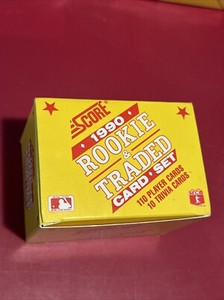 SCORE
1990
ROOKIE
&
TRADED
CARD • SET
110 PLAYER CARDS
10 TRIVIA CARDS